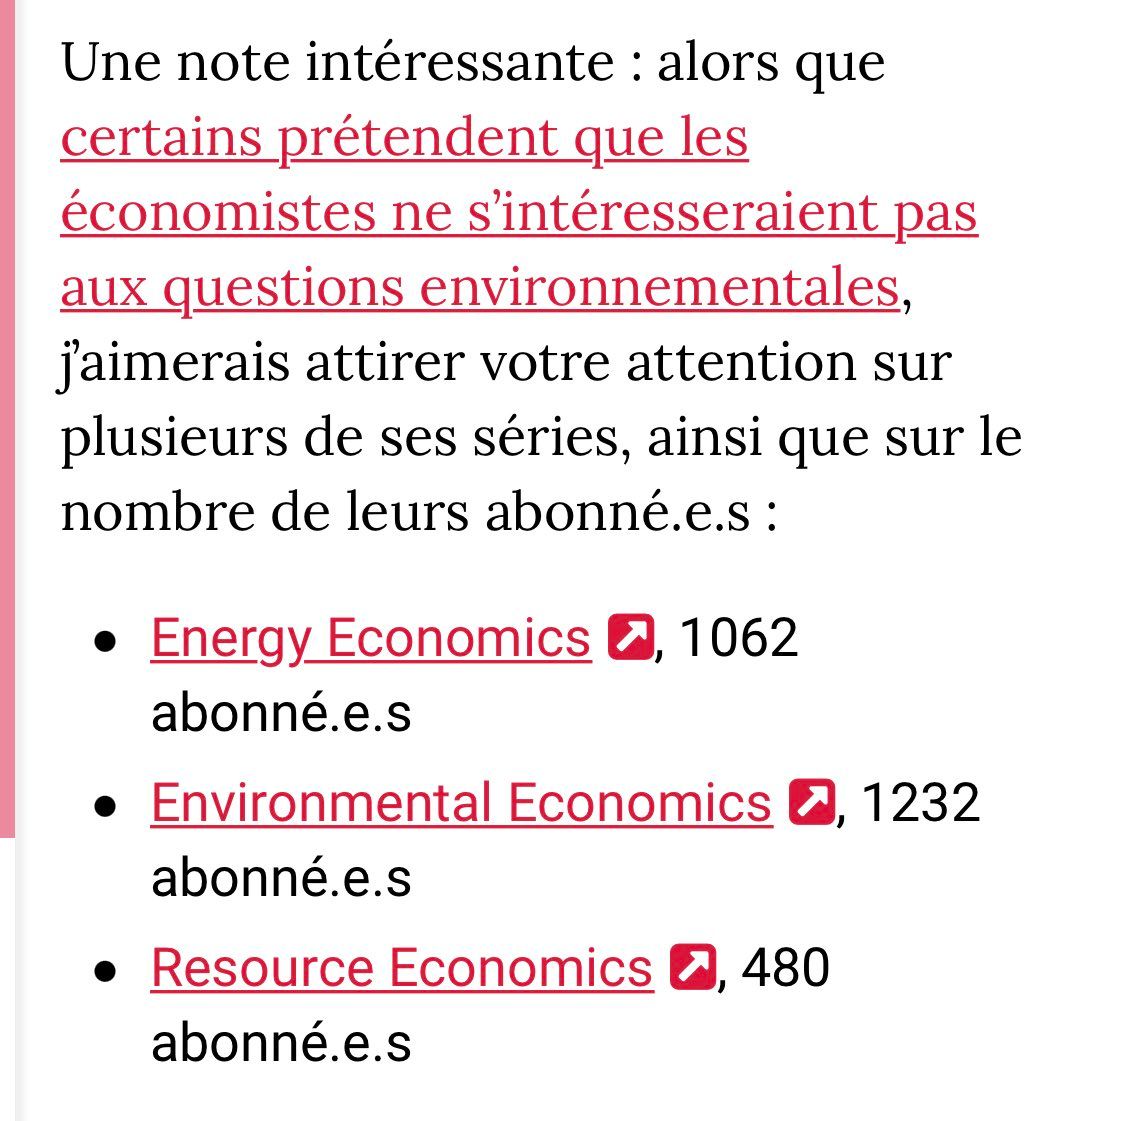 Une note intéressante : alors que
certains prétendent que les
économistes ne s’intéresseraient pas
aux questions environnementales,
j’aimerais attirer votre attention sur
plusieurs de ses séries, ainsi que sur le
nombre de leurs abonné.e.s :
• Energy Economics ↗, 1062
abonné.e.s
• Environmental Economics ↗, 1232
abonné.e.s
• Resource Economics ↗, 480
abonné.e.s